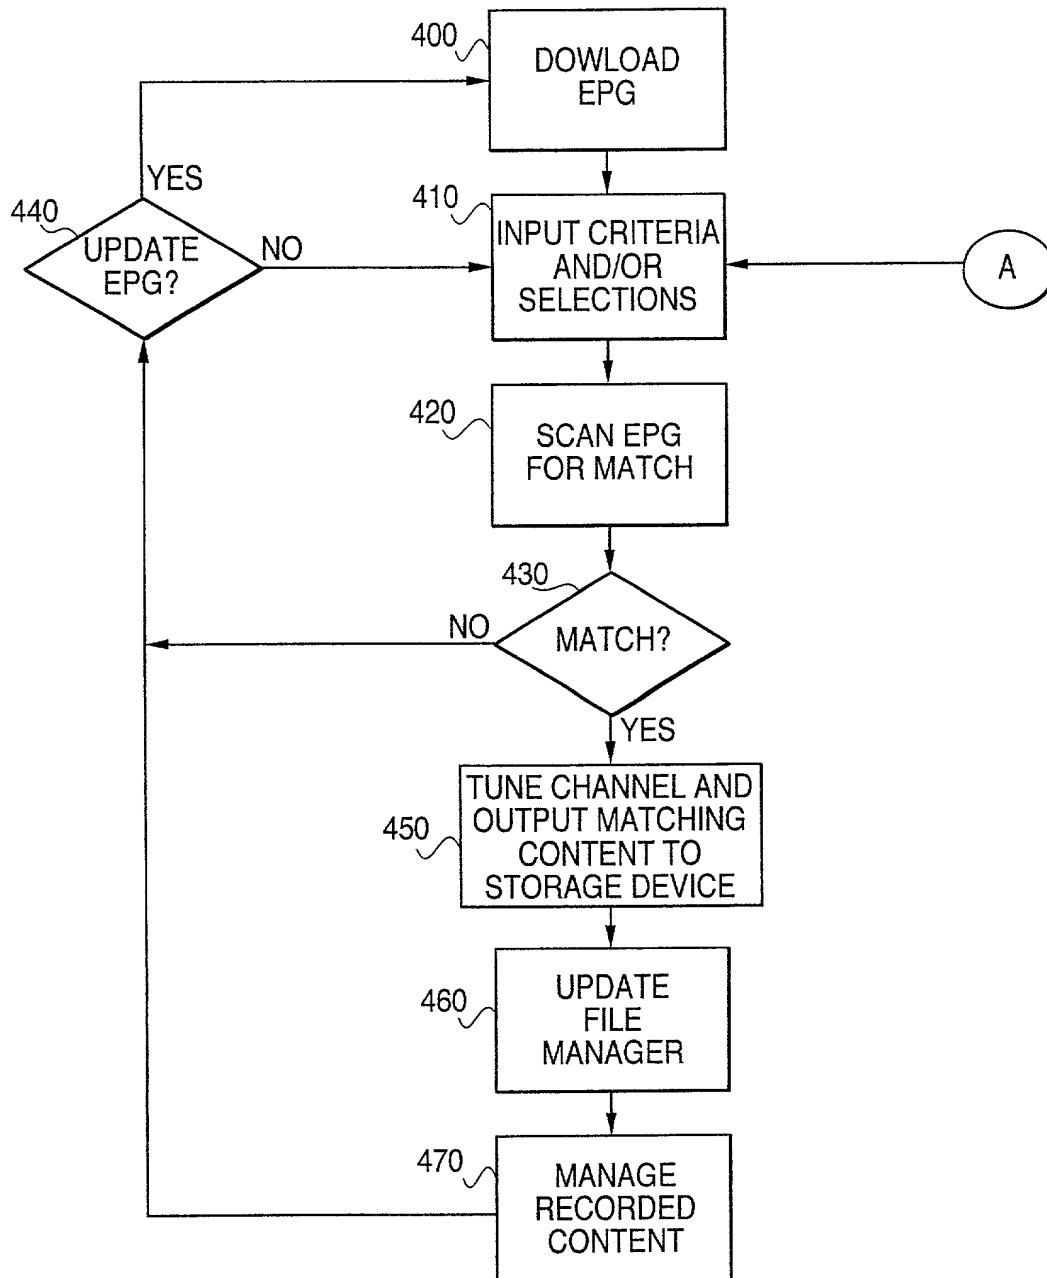 400
DOWLOAD
EPG
YES
440
UPDATE
EPG?
NO
410
INPUT CRITERIA
AND/OR
SELECTIONS
A
420
SCAN EPG
FOR MATCH
430
MATCH?
NO
YES
450
TUNE CHANNEL AND
OUTPUT MATCHING
CONTENT TO
STORAGE DEVICE
460
UPDATE
FILE
MANAGER
470
MANAGE
RECORDED
CONTENT